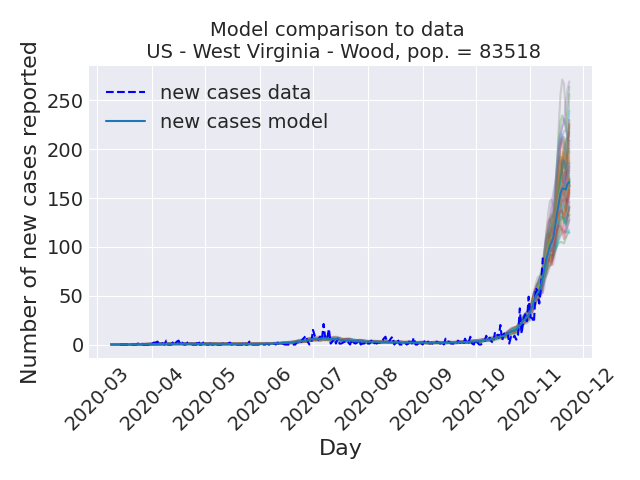 Model comparison to data
US - West Virginia - Wood, pop. = 83518
Number of new cases reported
250
200
150
100
50
0
new cases data
new cases model
2020-03
2020-04
2020-05
2020-06
2020-07
2020-08
2020-09
2020-10
2020-11
2020-12
Day